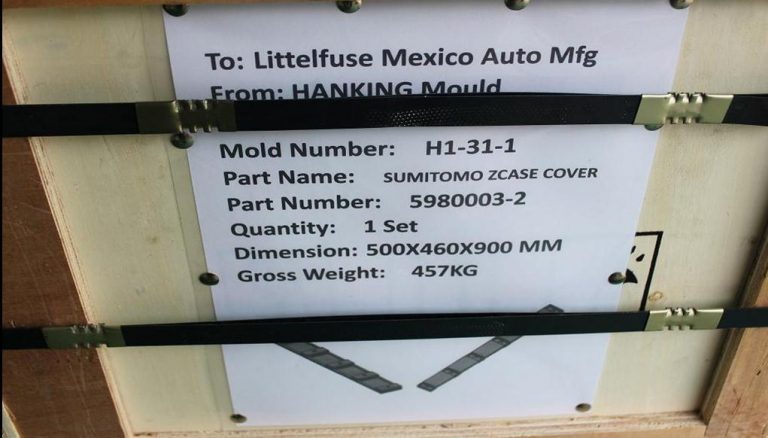 To: Littelfuse Mexico Auto Mfg
From: HANKING Mould
Mold Number: H1-31-1
Part Name: SUMITOMO ZCASE COVER
Part Number: 5980003-2
Quantity: 1 Set
Dimension: 500X460X900 MM
Gross Weight: 457KG